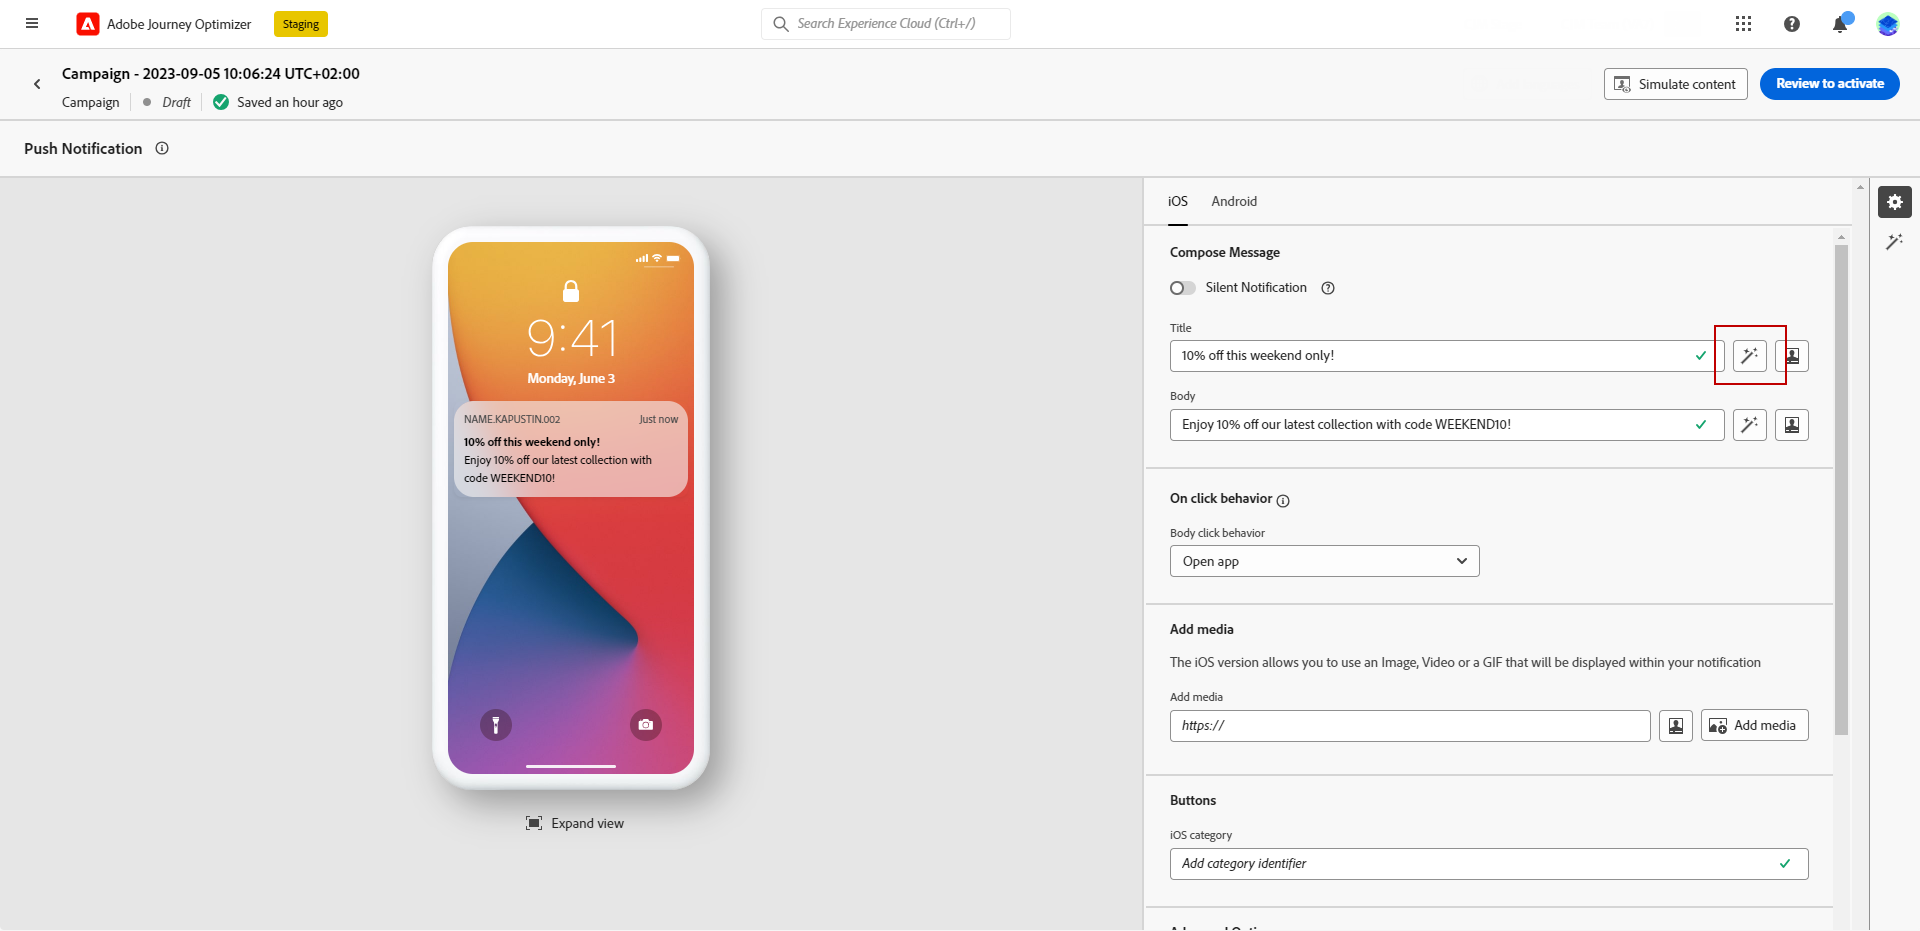 Adobe Journey Optimizer
Staging
Search Experience Cloud (Ctrl+/)
Campaign - 2023-09-05 10:06:24 UTC+02:00
Campaign
Draft
Saved an hour ago
Simulate content
Review to activate
Push Notification
9:41
Monday, June 3
NAME.KAPUSTIN.002
Just now
10% off this weekend only!
Enjoy 10% off our latest collection with
code WEEKEND10!
Expand view
iOS
Android
Compose Message
Silent Notification
Title
10% off this weekend only!
Body
Enjoy 10% off our latest collection with code WEEKEND10!
On click behavior
Body click behavior
Open app
Add media
The iOS version allows you to use an Image, Video or a GIF that will be displayed within your notification
Add media
https://
Add media
Buttons
iOS category
Add category identifier